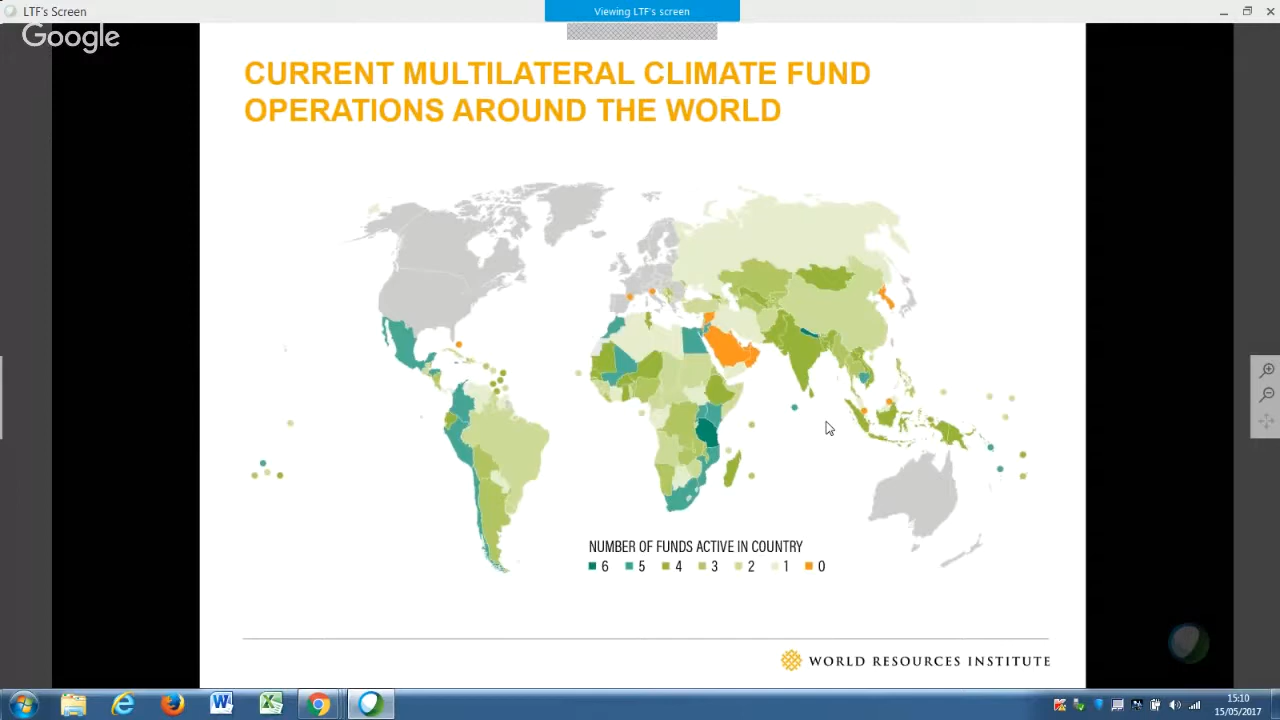 LTF's Screen
Viewing LTF's screen
Google
CURRENT MULTILATERAL CLIMATE FUND
OPERATIONS AROUND THE WORLD
NUMBER OF FUNDS ACTIVE IN COUNTRY
6 5 4 3 2 1 0
WORLD RESOURCES INSTITUTE
15:10
15/05/2017